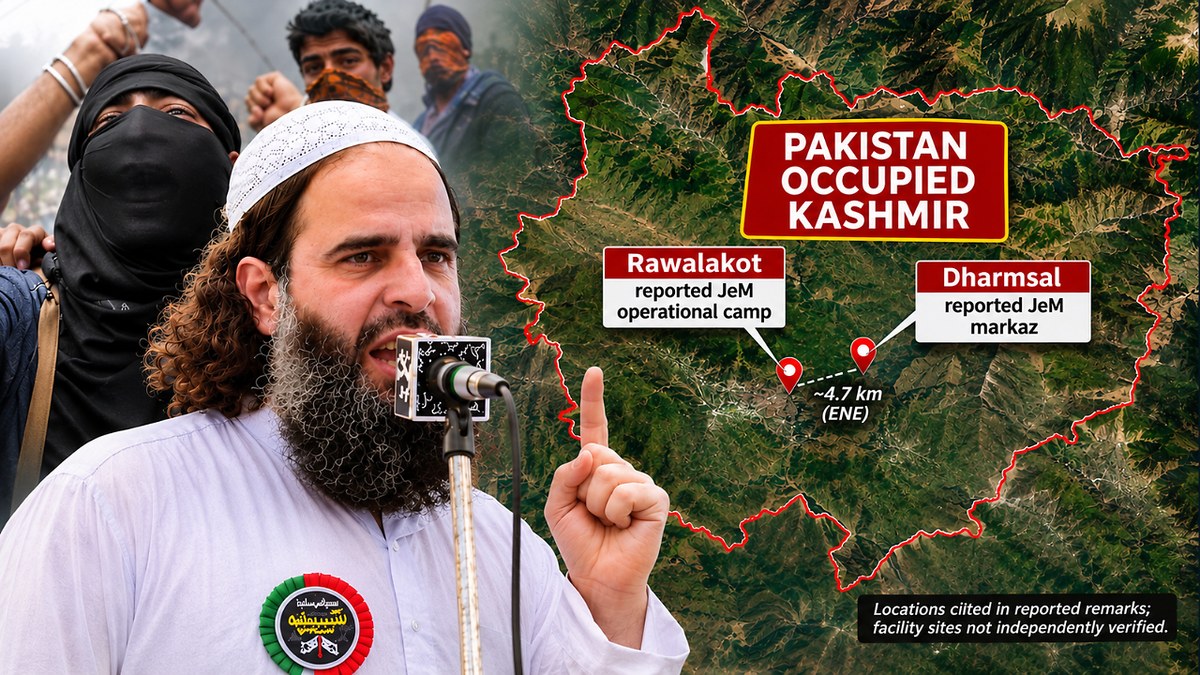 PAKISTAN
OCCUPIED
KASHMIR
Rawalakot
reported JeM
operational camp
Dharmsal
reported JeM
markaz
~4.7 km
(ENE)
Locations ciited in reported remarks;
facility sites not independently verified.